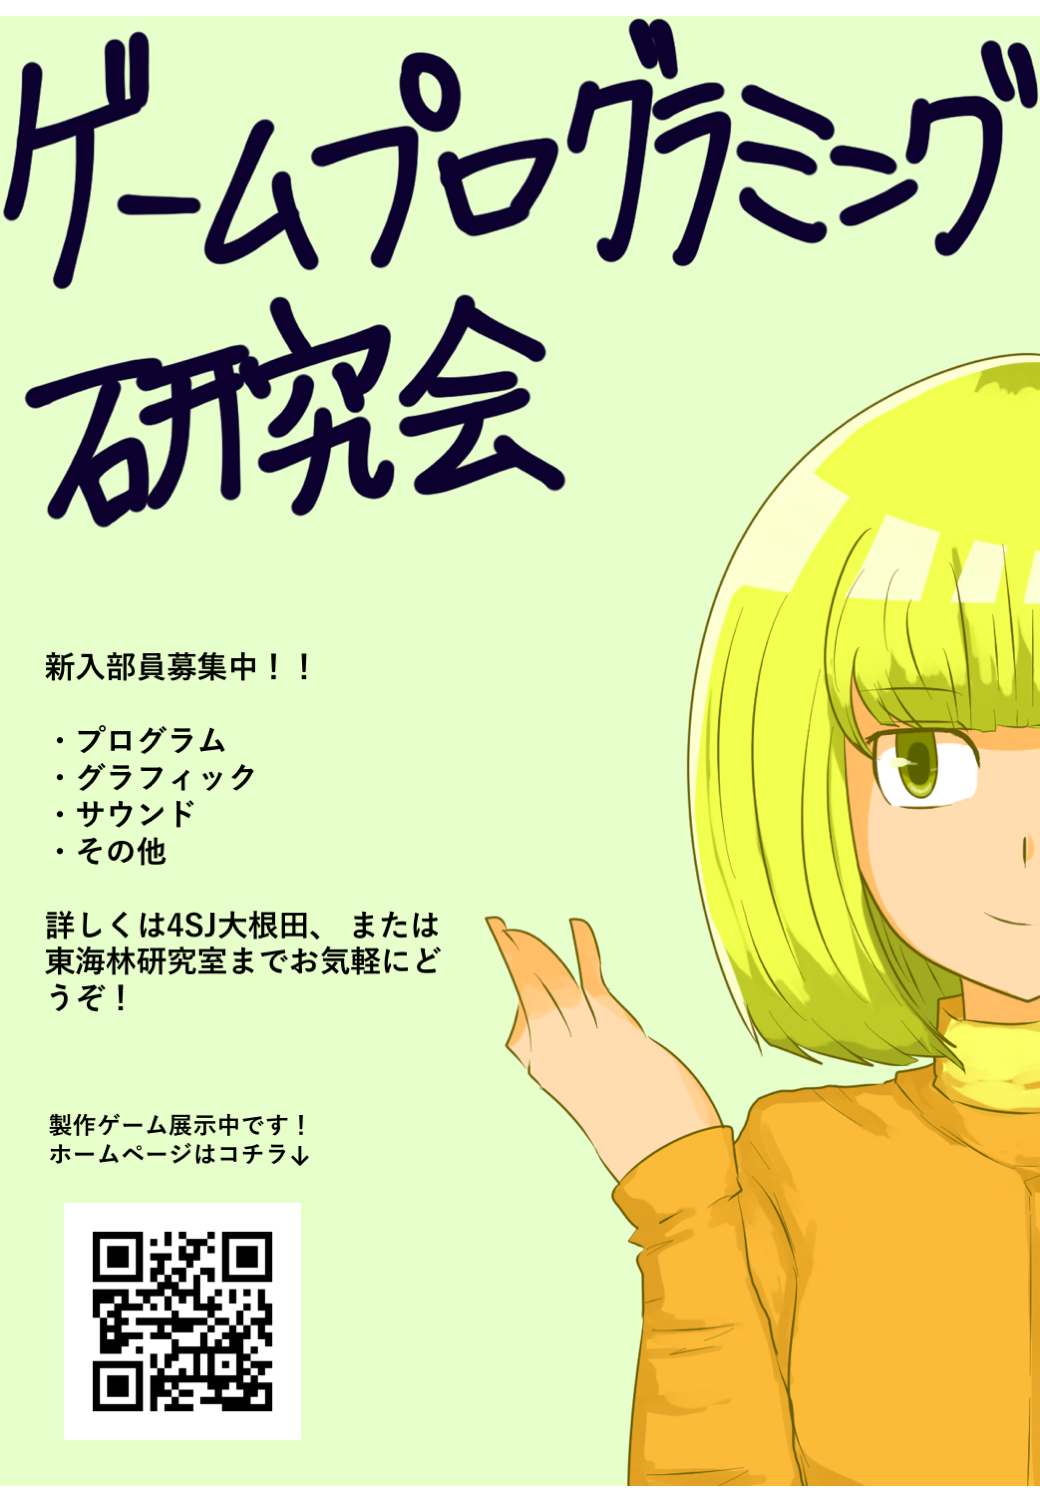 ゲームプログラミング
研究会
新入部員募集中！！
・プログラム
・グラフィック
・サウンド
・その他
詳しくは4SJ大根田、 または
東海林研究室までお気軽にど
うぞ！
製作ゲーム展示中です！
ホームページはコチラ↓